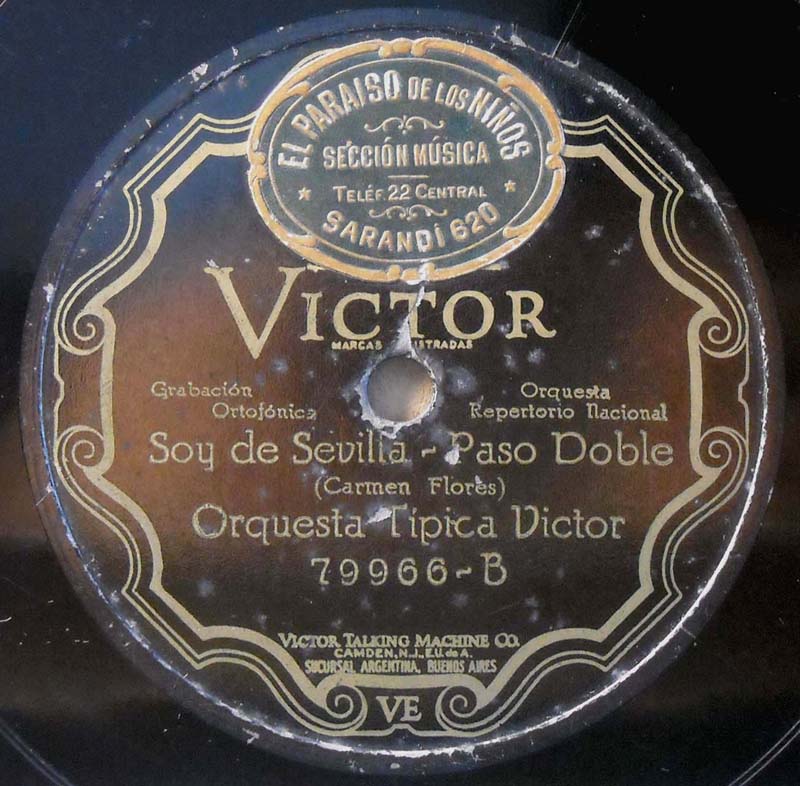 EL PARAISO DE LOS NIÑOS
SECCIÓN MÚSICA
TELÉF. 22 CENTRAL
SARANDÍ 620
VICTOR
MARCAS ISTRADAS
Grabación Orquesta
Ortofónica Repertorio Nacional
Soy de Sevilla - Paso Doble
(Carmen Flores)
Orquesta Típica Victor
79966-B
VICTOR TALKING MACHINE CO.
CAMDEN, N.J., E.U. de A.
SUCURSAL ARGENTINA, BUENOS AIRES
VE